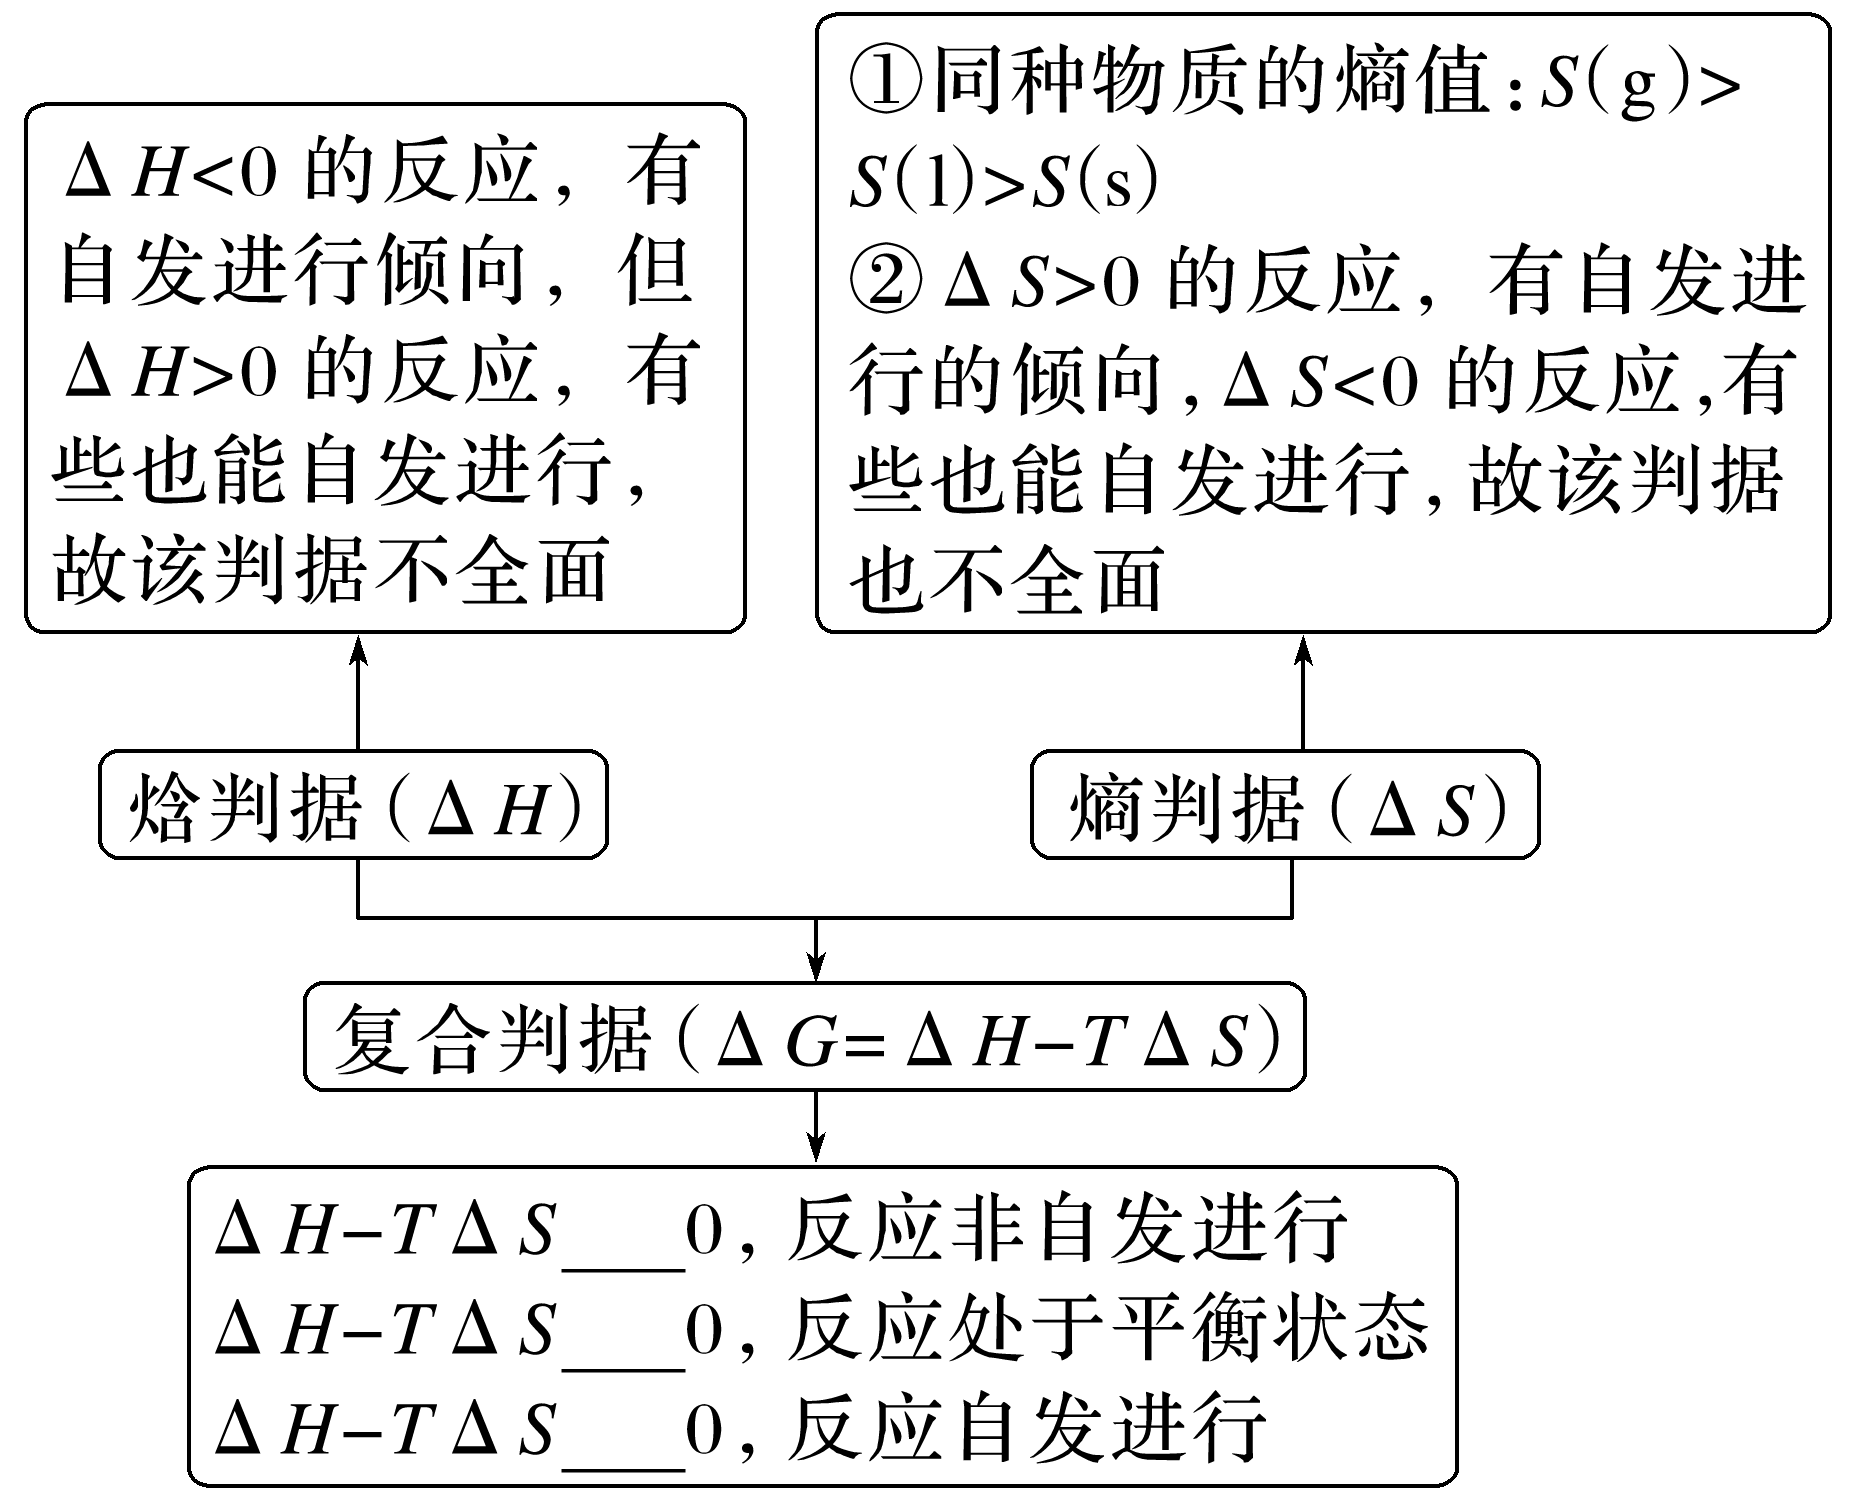 ΔH<0 的反应，有
自发进行倾向，但
ΔH>0 的反应，有
些也能自发进行，
故该判据不全面
①同种物质的熵值：S(g)>
S(l)>S(s)
②ΔS>0 的反应，有自发进
行的倾向,ΔS<0 的反应,有
些也能自发进行,故该判据
也不全面
焓判据(ΔH)
熵判据(ΔS)
复合判据(ΔG=ΔH-TΔS)
ΔH-TΔS___0，反应非自发进行
ΔH-TΔS___0，反应处于平衡状态
ΔH-TΔS___0，反应自发进行